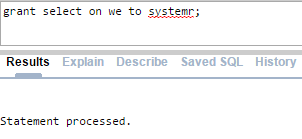 grant select on we to systemr;
Results Explain Describe Saved SQL History
Statement processed.